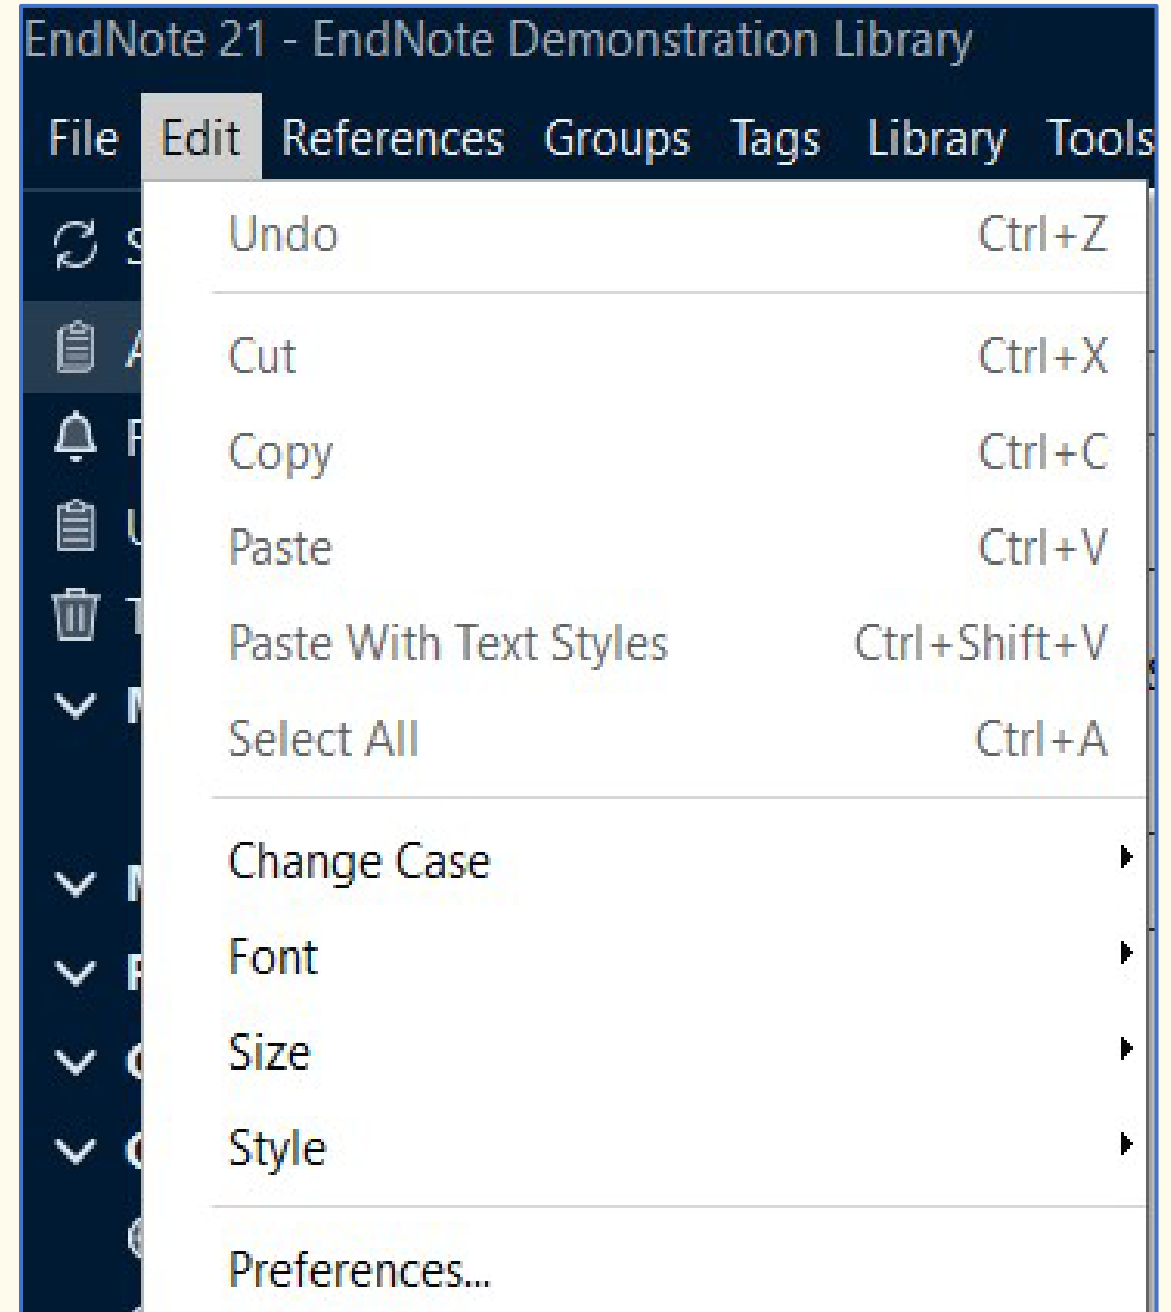 EndNote 21 - EndNote Demonstration Library
File Edit References Groups Tags Library Tools
Undo Ctrl+Z
Cut Ctrl+X
Copy Ctrl+C
Paste Ctrl+V
Paste With Text Styles Ctrl+Shift+V
Select All Ctrl+A
Change Case
Font
Size
Style
Preferences...